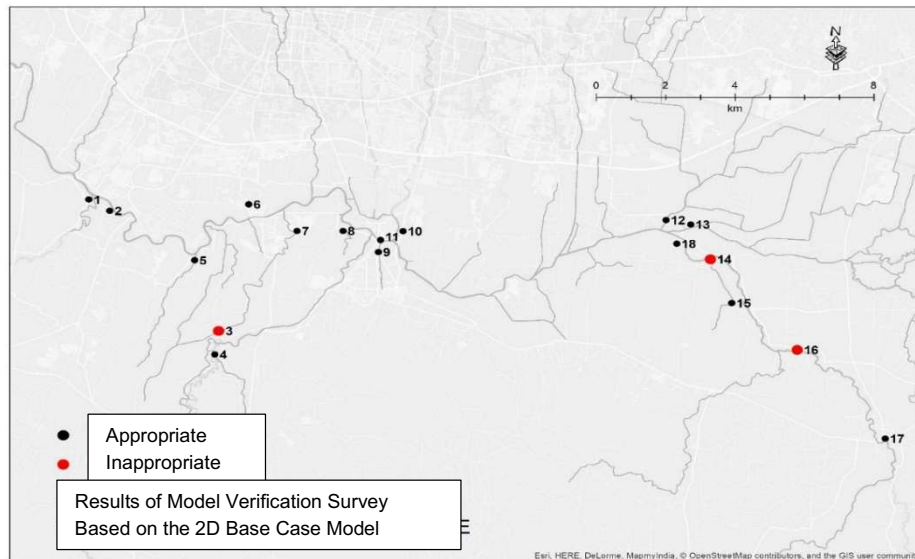 N
0 2 4 8
km
1
2
6
7
8
10
11
9
5
3
4
12
13
18
14
15
16
17
Appropriate
Inappropriate
Results of Model Verification Survey
Based on the 2D Base Case Model
E
Esri, HERE, DeLorme, MapmyIndia, © OpenStreetMap contributors, and the GIS user communit